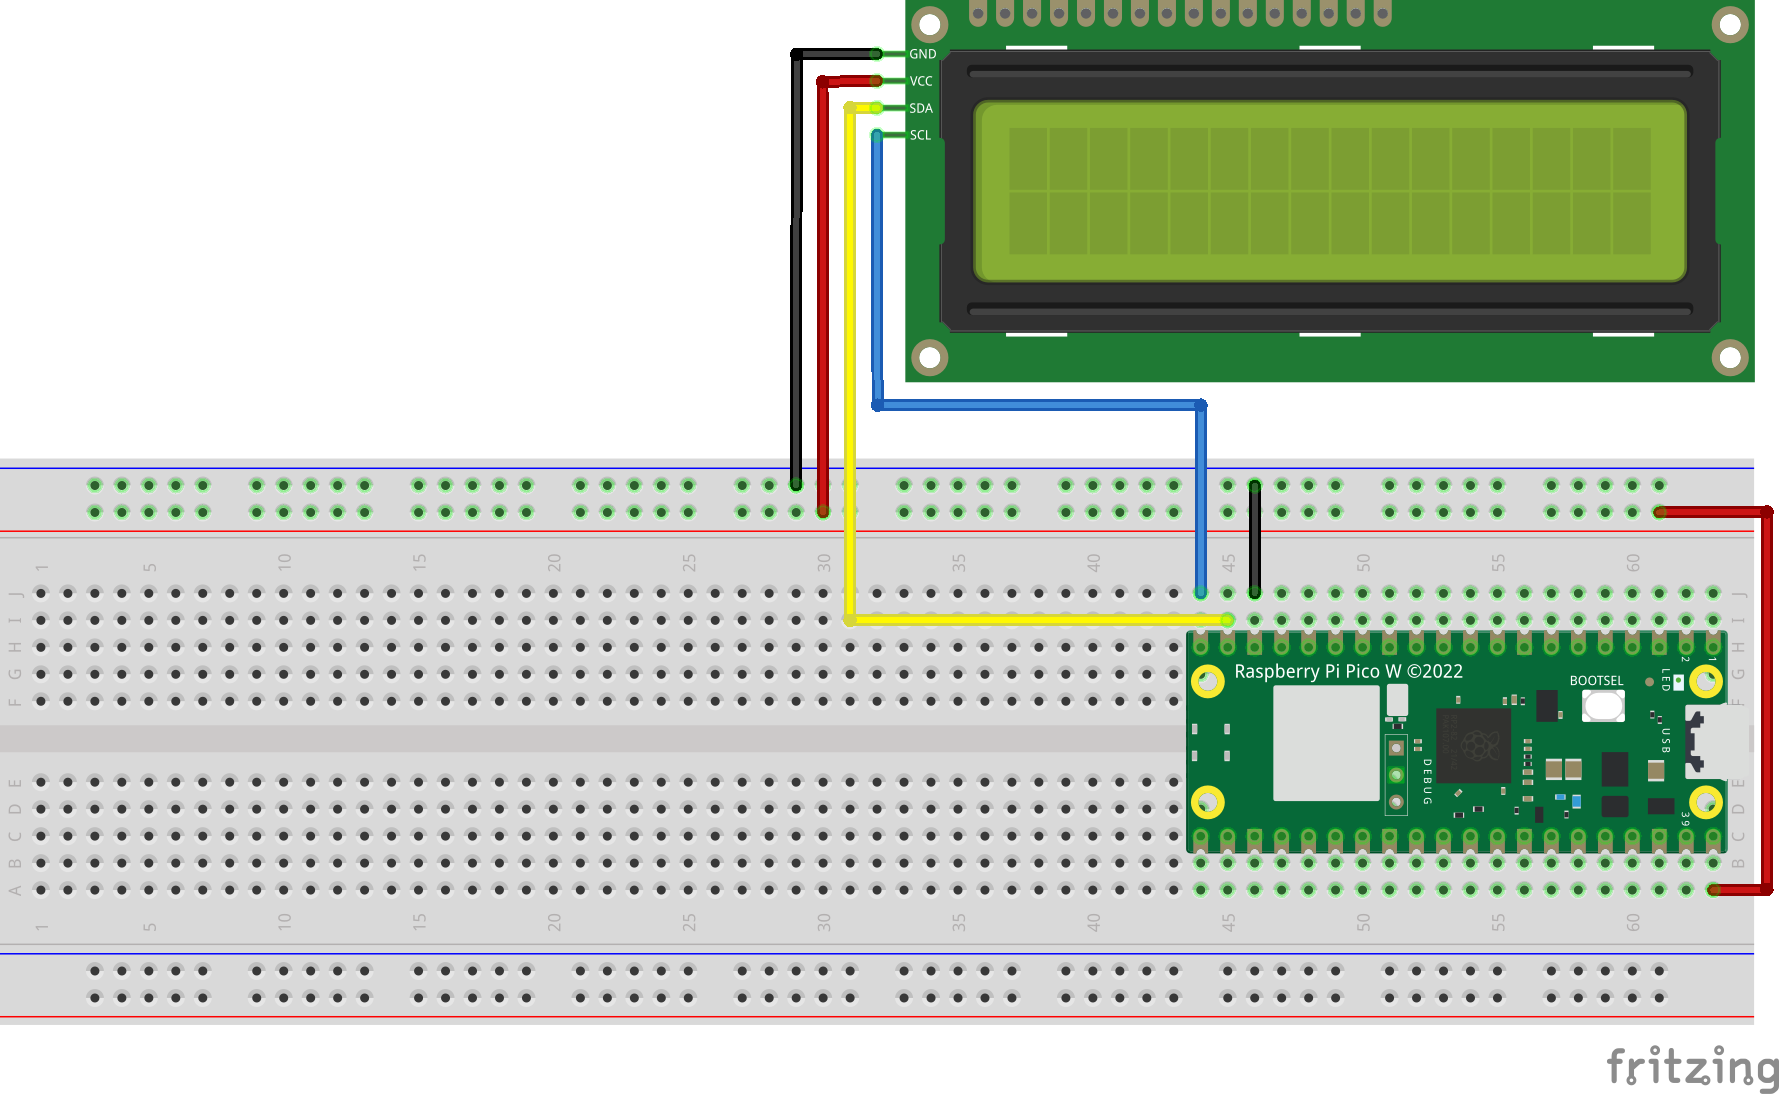 GND
VCC
SDA
SCL
1 5 10 15 20 25 30 35 40 45 50 55 60
J J
I I
H H
G G
F F
Raspberry Pi Pico W ©2022
BOOTSEL
LED
2
1
USB
DEBUG
39
E E
D D
C C
B B
A A
1 5 10 15 20 25 30 35 40 45 50 55 60
fritzing